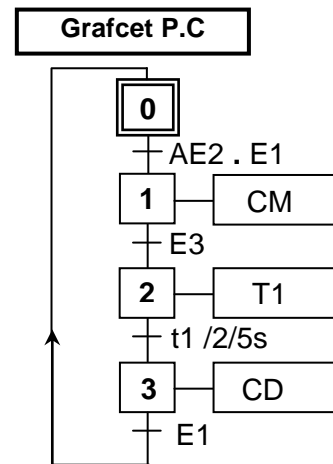 Grafcet P.C
0
AE2 . E1
1 CM
E3
2 T1
t1 /2/5s
3 CD
E1